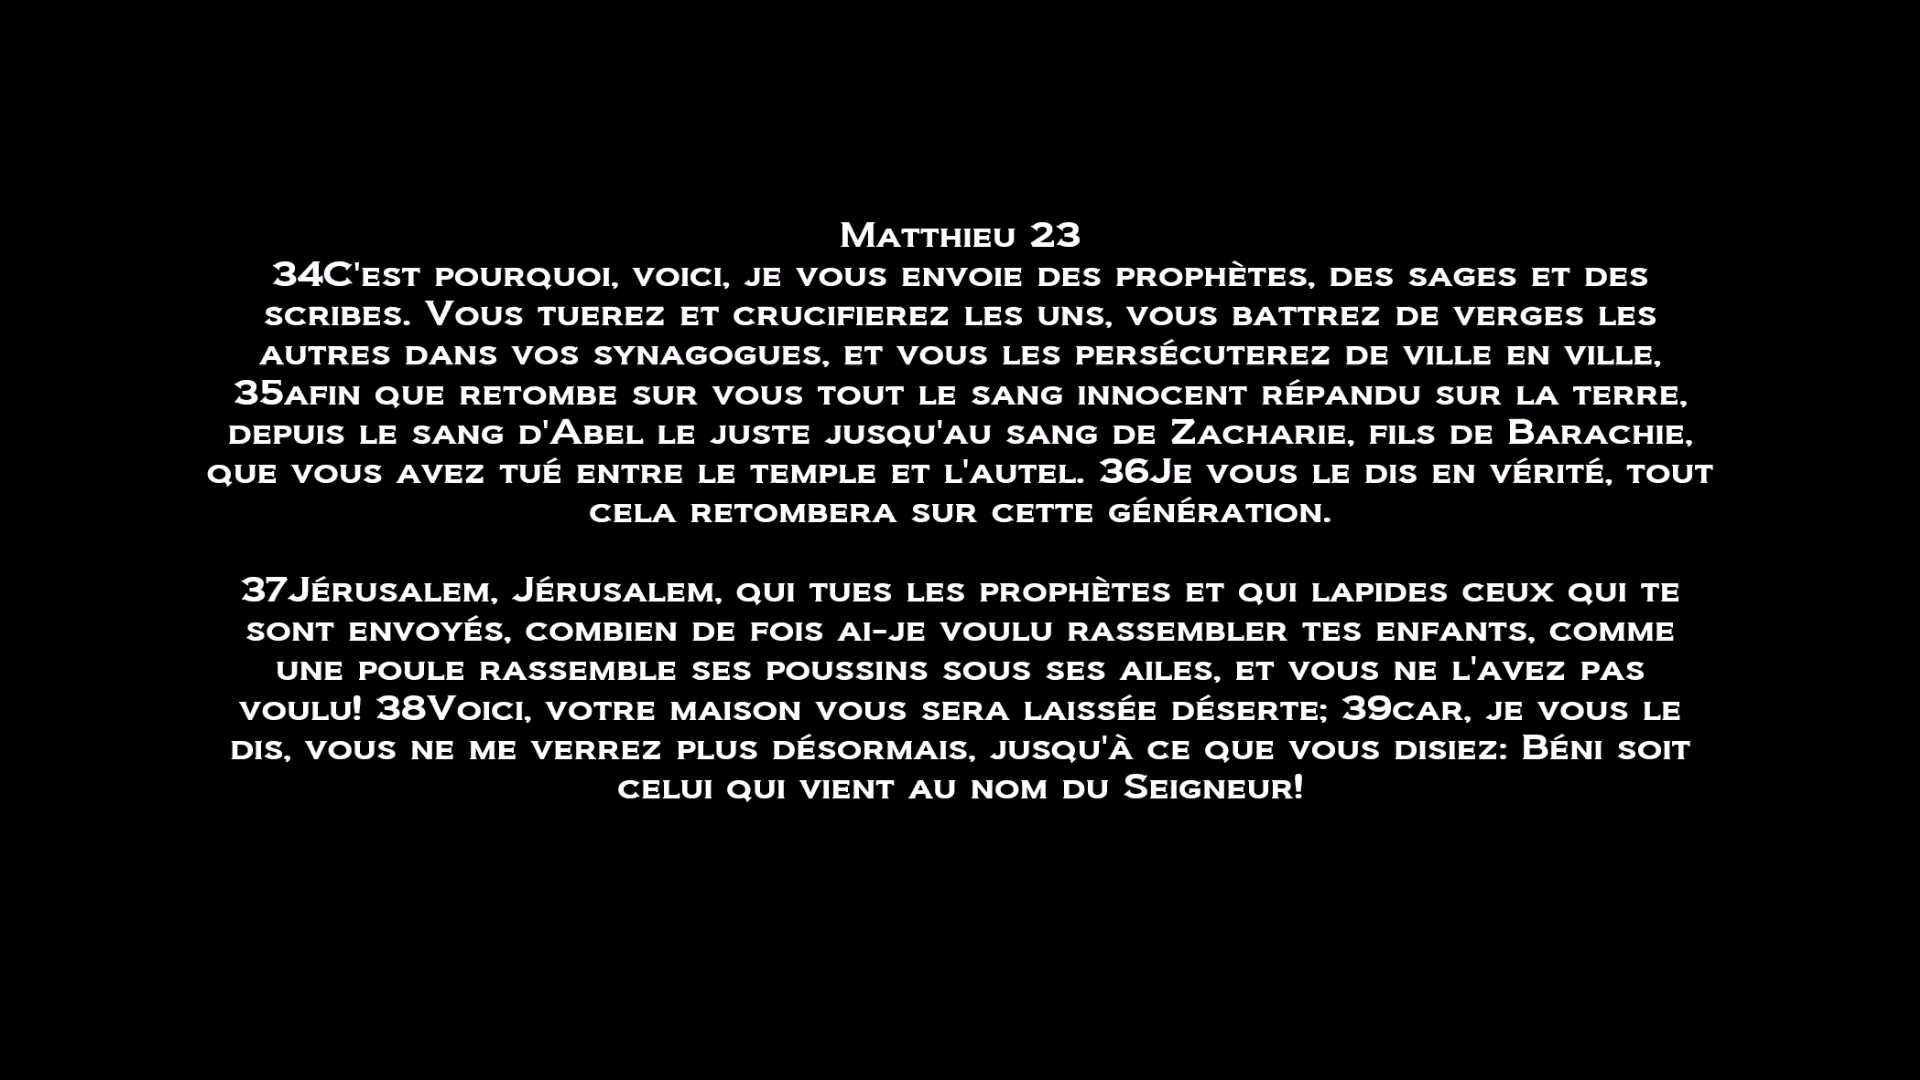 Matthieu 23
34C'est pourquoi, voici, je vous envoie des prophètes, des sages et des
scribes. Vous tuerez et crucifierez les uns, vous battrez de verges les
autres dans vos synagogues, et vous les persécuterez de ville en ville,
35afin que retombe sur vous tout le sang innocent répandu sur la terre,
depuis le sang d'Abel le juste jusqu'au sang de Zacharie, fils de Barachie,
que vous avez tué entre le temple et l'autel. 36Je vous le dis en vérité, tout
cela retombera sur cette génération.
37Jérusalem, Jérusalem, qui tues les prophètes et qui lapides ceux qui te
sont envoyés, combien de fois ai-je voulu rassembler tes enfants, comme
une poule rassemble ses poussins sous ses ailes, et vous ne l'avez pas
voulu! 38Voici, votre maison vous sera laissée déserte; 39car, je vous le
dis, vous ne me verrez plus désormais, jusqu'à ce que vous disiez: Béni soit
celui qui vient au nom du Seigneur!